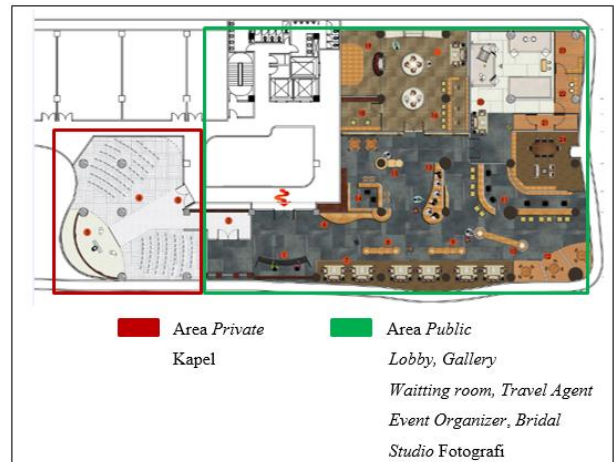 Area Private
Kapel
Area Public
Lobby, Gallery
Waitting room, Travel Agent
Event Organizer, Bridal
Studio Fotografi